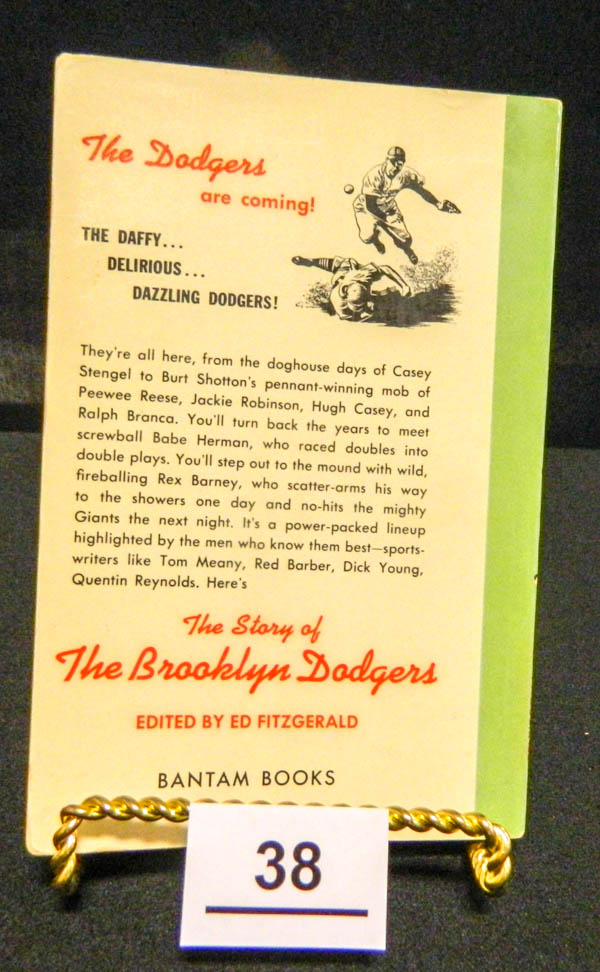 The Dodgers
are coming!
THE DAFFY...
DELIRIOUS...
DAZZLING DODGERS!
They're all here, from the doghouse days of Casey
Stengel to Burt Shotton's pennant-winning mob of
Peewee Reese, Jackie Robinson, Hugh Casey, and
Ralph Branca. You'll turn back the years to meet
screwball Babe Herman, who raced doubles into
double plays. You'll step out to the mound with wild,
fireballing Rex Barney, who scatter-arms his way
to the showers one day and no-hits the mighty
Giants the next night. It's a power-packed lineup
highlighted by the men who know them best—sports-
writers like Tom Meany, Red Barber, Dick Young,
Quentin Reynolds. Here's
The Story of
The Brooklyn Dodgers
EDITED BY ED FITZGERALD
BANTAM BOOKS
38